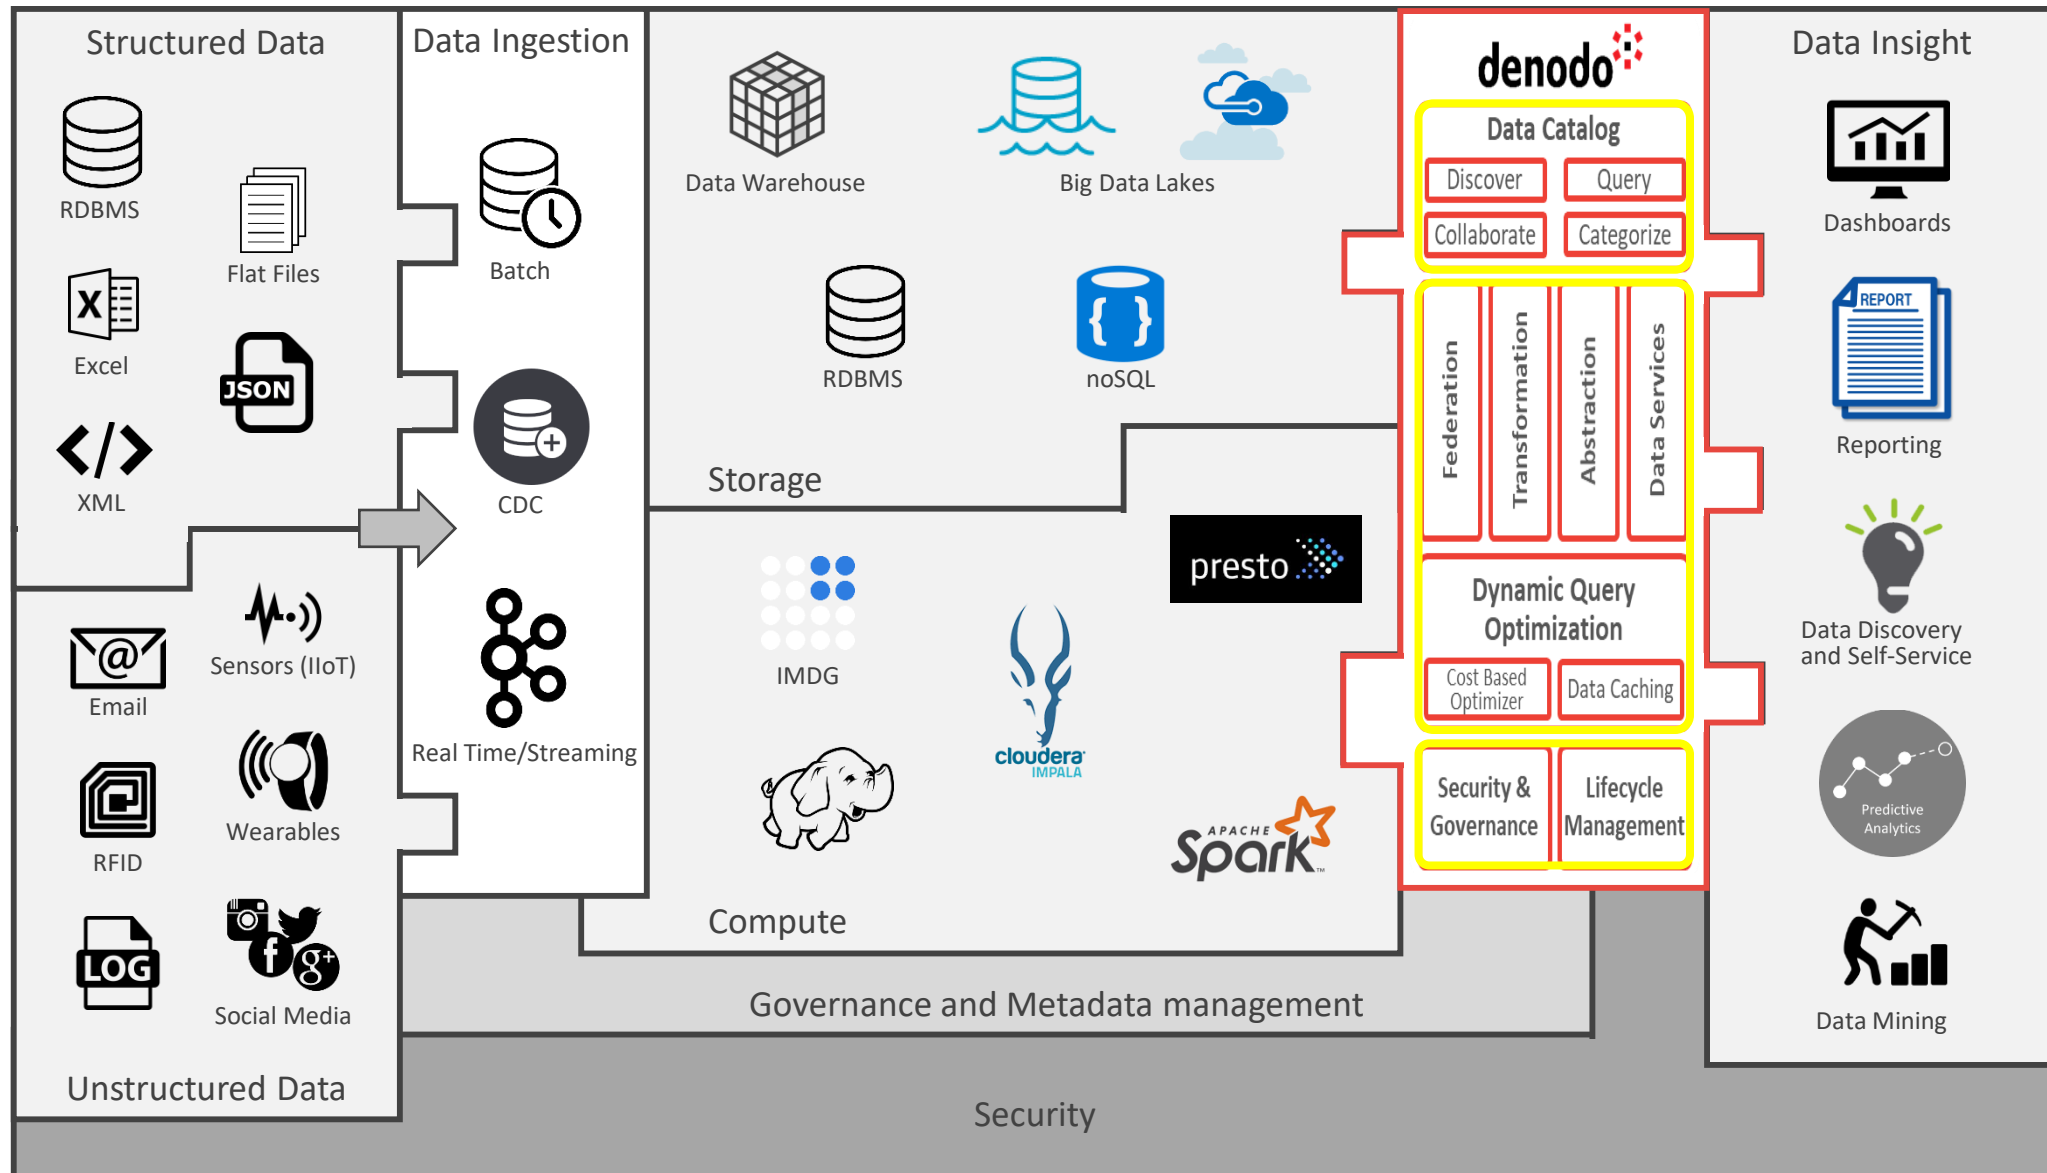 Structured Data
RDBMS
Flat Files
X
Excel
JSON
XML
@
Email
Sensors (IIoT)
RFID
Wearables
LOG
f
g+
Social Media
Unstructured Data
Data Ingestion
Batch
CDC
Real Time/Streaming
Data Warehouse
Big Data Lakes
RDBMS
{ }
noSQL
Storage
IMDG
cloudera
IMPALA
presto
APACHE
Spark™
Compute
Governance and Metadata management
Security
denodo
Data Catalog
Discover
Query
Collaborate
Categorize
Federation
Transformation
Abstraction
Data Services
Dynamic Query
Optimization
Cost Based
Optimizer
Data Caching
Security &
Governance
Lifecycle
Management
Data Insight
Dashboards
REPORT
Reporting
Data Discovery
and Self-Service
Predictive
Analytics
Data Mining